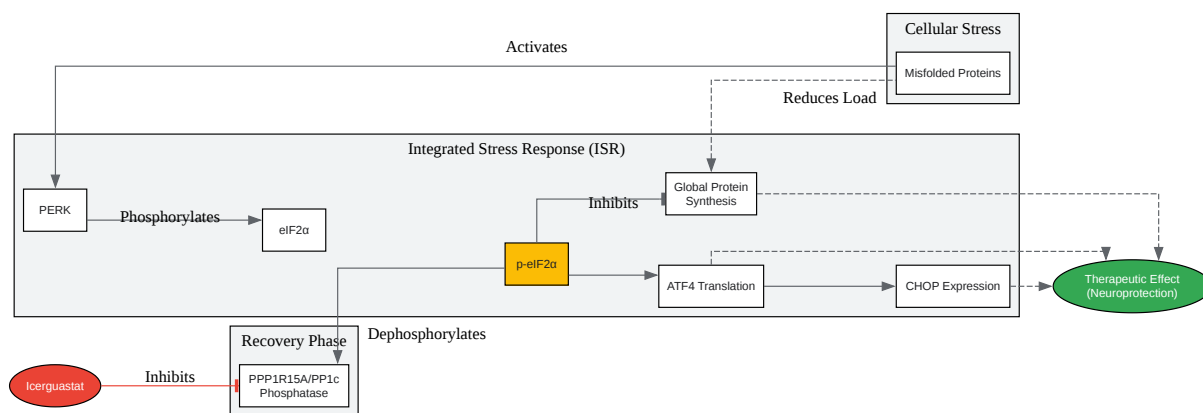 Cellular Stress
Activates
Misfolded Proteins
Reduces Load
Integrated Stress Response (ISR)
PERK
Phosphorylates
eIF2α
Inhibits
Global Protein
Synthesis
p-eIF2α
ATF4 Translation
CHOP Expression
Therapeutic Effect
(Neuroprotection)
Recovery Phase
Dephosphorylates
Icerguastat
Inhibits
PPP1R15A/PP1c
Phosphatase